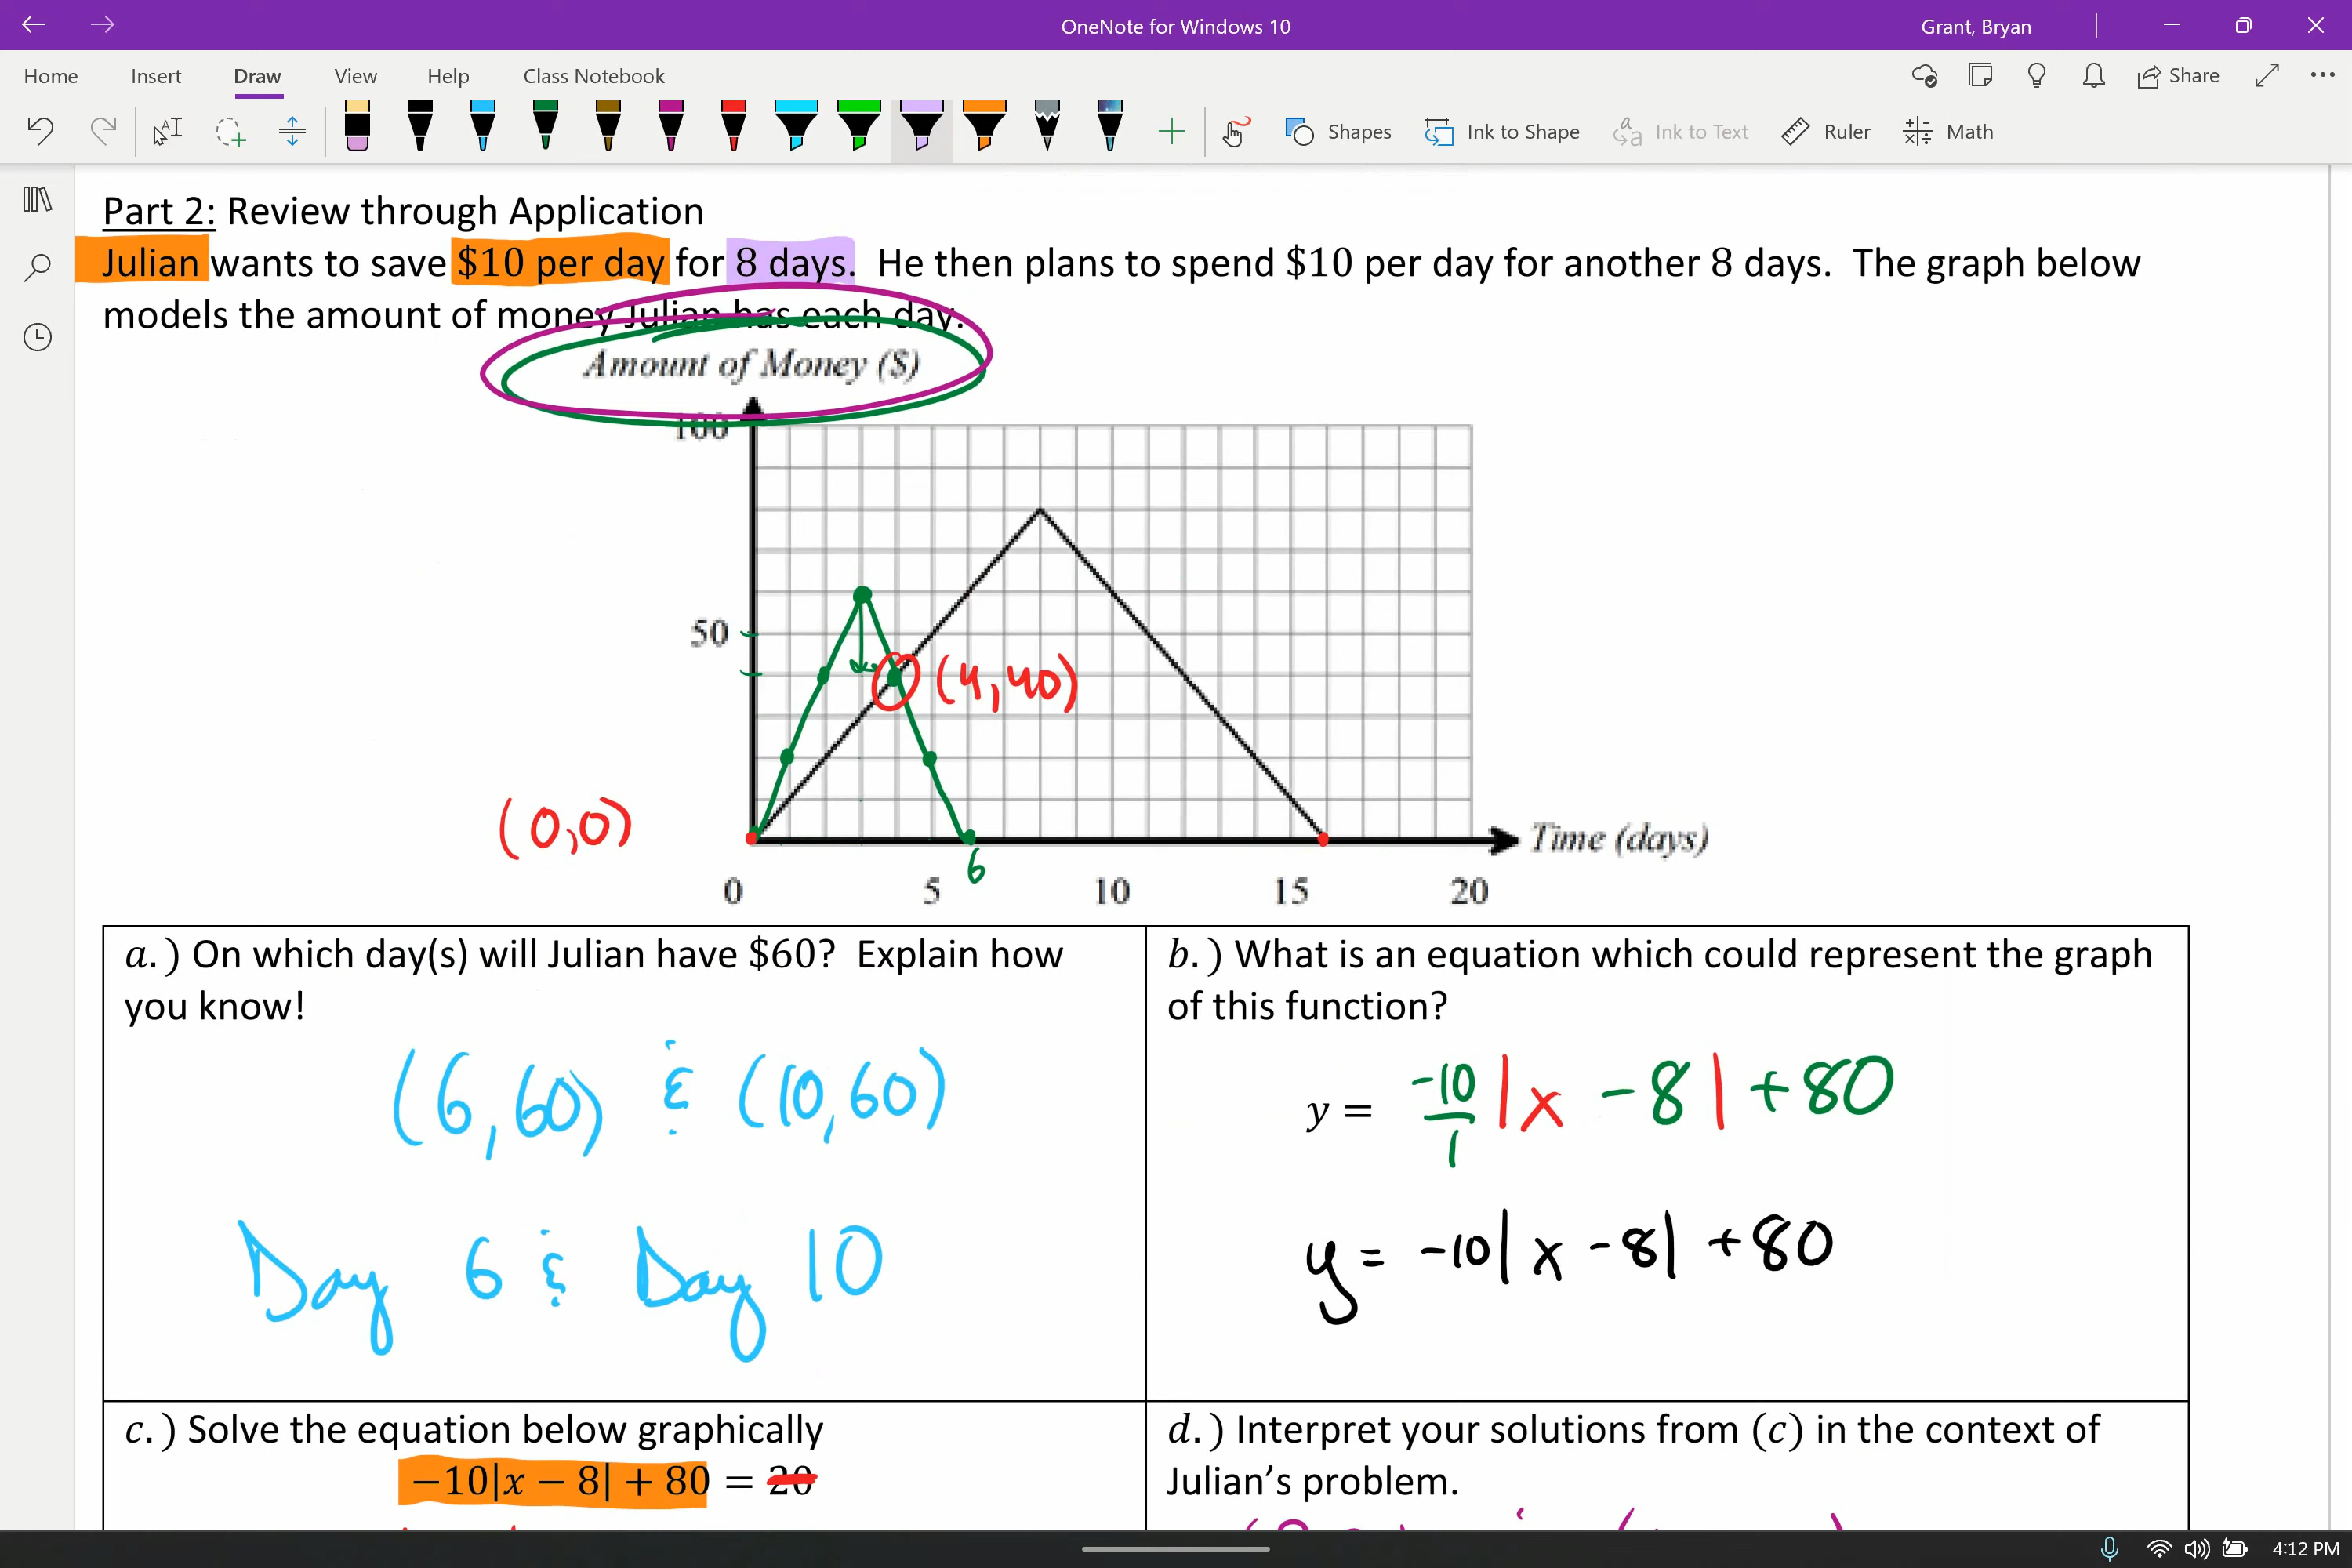 OneNote for Windows 10
Grant, Bryan
Home Insert Draw View Help Class Notebook
Share
Shapes Ink to Shape Ink to Text Ruler Math
Part 2: Review through Application
Julian wants to save $10 per day for 8 days. He then plans to spend $10 per day for another 8 days. The graph below
models the amount of money Julian has each day.
Amount of Money ($)
100
50
(4,40)
(0,0)
Time (days)
6
0 5 10 15 20
a.) On which day(s) will Julian have $60? Explain how
you know!
(6,60) & (10,60)
Day 6 & Day 10
b.) What is an equation which could represent the graph
of this function?
y = -10/1 |x - 8| + 80
y = -10|x - 8| + 80
c.) Solve the equation below graphically
−10|x − 8| + 80 = 20
d.) Interpret your solutions from (c) in the context of
Julian's problem.
4:12 PM